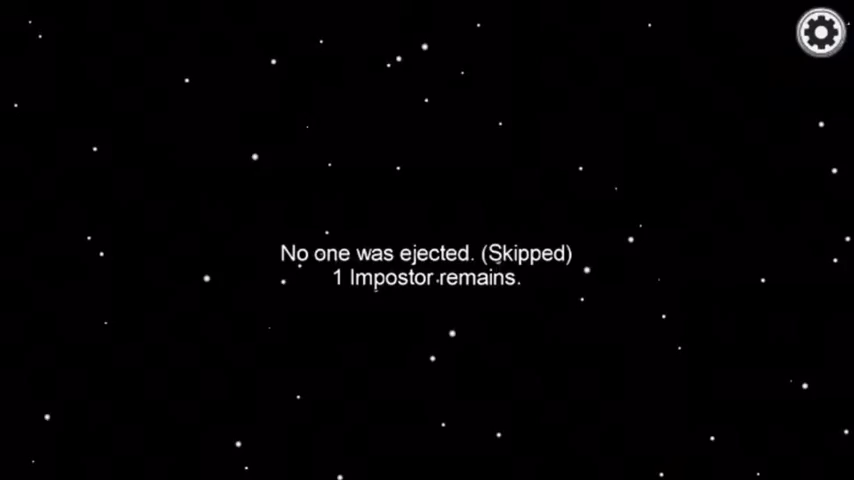 No one was ejected. (Skipped)
1 Impostor remains.